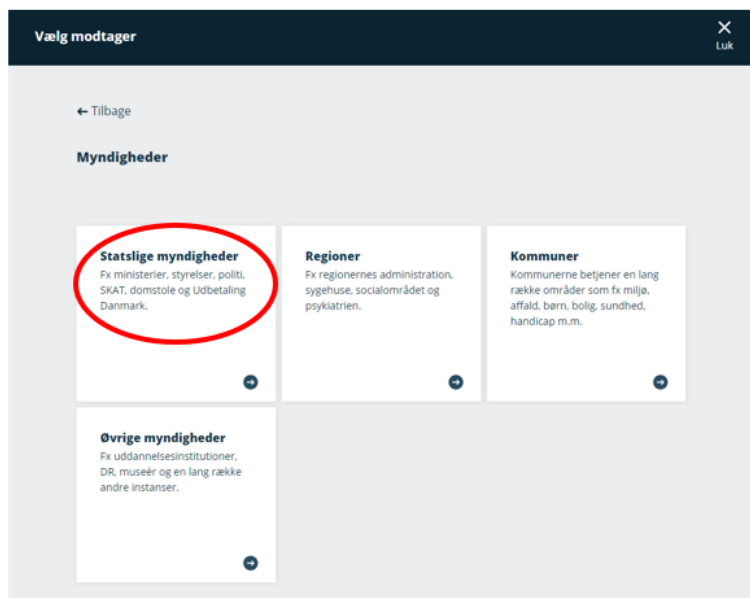 Vælg modtager
Luk
← Tilbage
Myndigheder
Statslige myndigheder
Fx ministerier, styrelser, politi,
SKAT, domstole og Udbetaling
Danmark.
Regioner
Fx regionernes administration,
sygehuse, socialområdet og
psykiatrien.
Kommuner
Kommunerne betjener en lang
række områder som fx miljø,
affald, børn, bolig, sundhed,
handicap m.m.
Øvrige myndigheder
Fx uddannelsesinstitutioner,
DR, museér og en lang række
andre instanser.